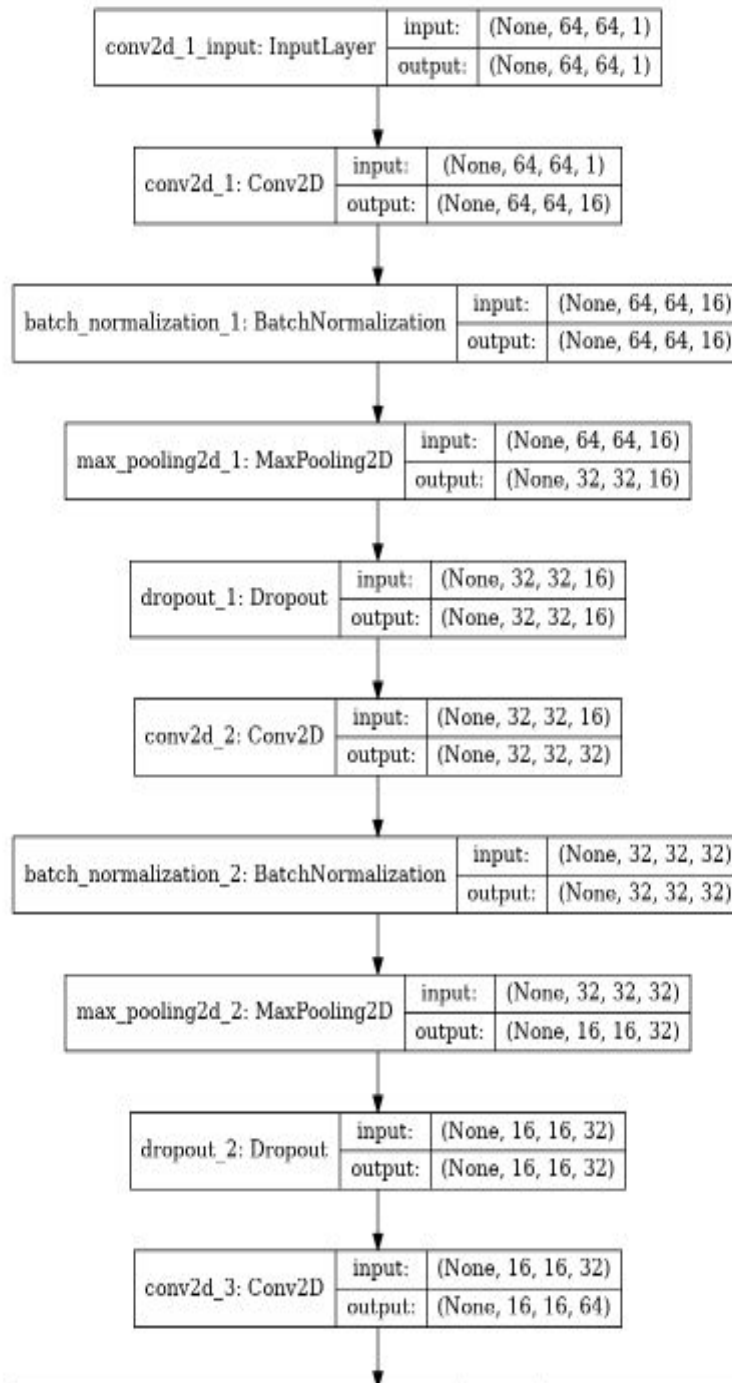 conv2d_1_input: InputLayer input: (None, 64, 64, 1)
output: (None, 64, 64, 1)
conv2d_1: Conv2D input: (None, 64, 64, 1)
output: (None, 64, 64, 16)
batch_normalization_1: BatchNormalization input: (None, 64, 64, 16)
output: (None, 64, 64, 16)
max_pooling2d_1: MaxPooling2D input: (None, 64, 64, 16)
output: (None, 32, 32, 16)
dropout_1: Dropout input: (None, 32, 32, 16)
output: (None, 32, 32, 16)
conv2d_2: Conv2D input: (None, 32, 32, 16)
output: (None, 32, 32, 32)
batch_normalization_2: BatchNormalization input: (None, 32, 32, 32)
output: (None, 32, 32, 32)
max_pooling2d_2: MaxPooling2D input: (None, 32, 32, 32)
output: (None, 16, 16, 32)
dropout_2: Dropout input: (None, 16, 16, 32)
output: (None, 16, 16, 32)
conv2d_3: Conv2D input: (None, 16, 16, 32)
output: (None, 16, 16, 64)